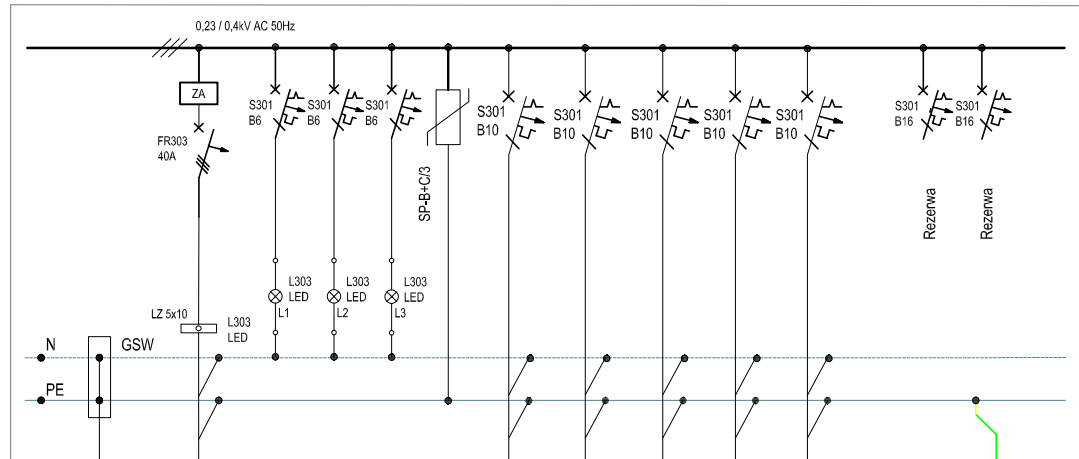 0,23 / 0,4kV AC 50Hz
ZA
FR303
40A
S301
B6
S301
B6
S301
B6
SP-B+C/3
S301
B10
S301
B10
S301
B10
S301
B10
S301
B10
S301
B16
S301
B16
Rezerwa
Rezerwa
L303
LED
L1
L303
LED
L2
L303
LED
L3
LZ 5x10
L303
LED
N
GSW
PE